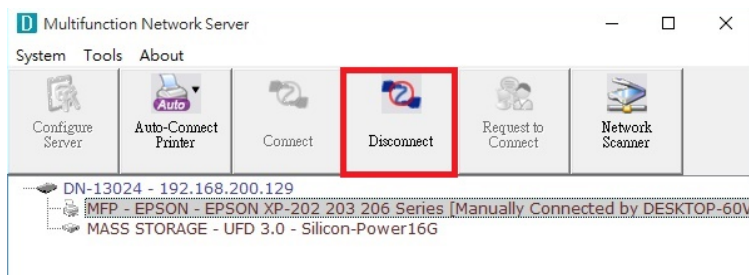 D Multifunction Network Server
System Tools About
Configure Server
Auto
Auto-Connect Printer
Connect
Disconnect
Request to Connect
Network Scanner
DN-13024 - 192.168.200.129
MFP - EPSON - EPSON XP-202 203 206 Series [Manually Connected by DESKTOP-60V
MASS STORAGE - UFD 3.0 - Silicon-Power16G